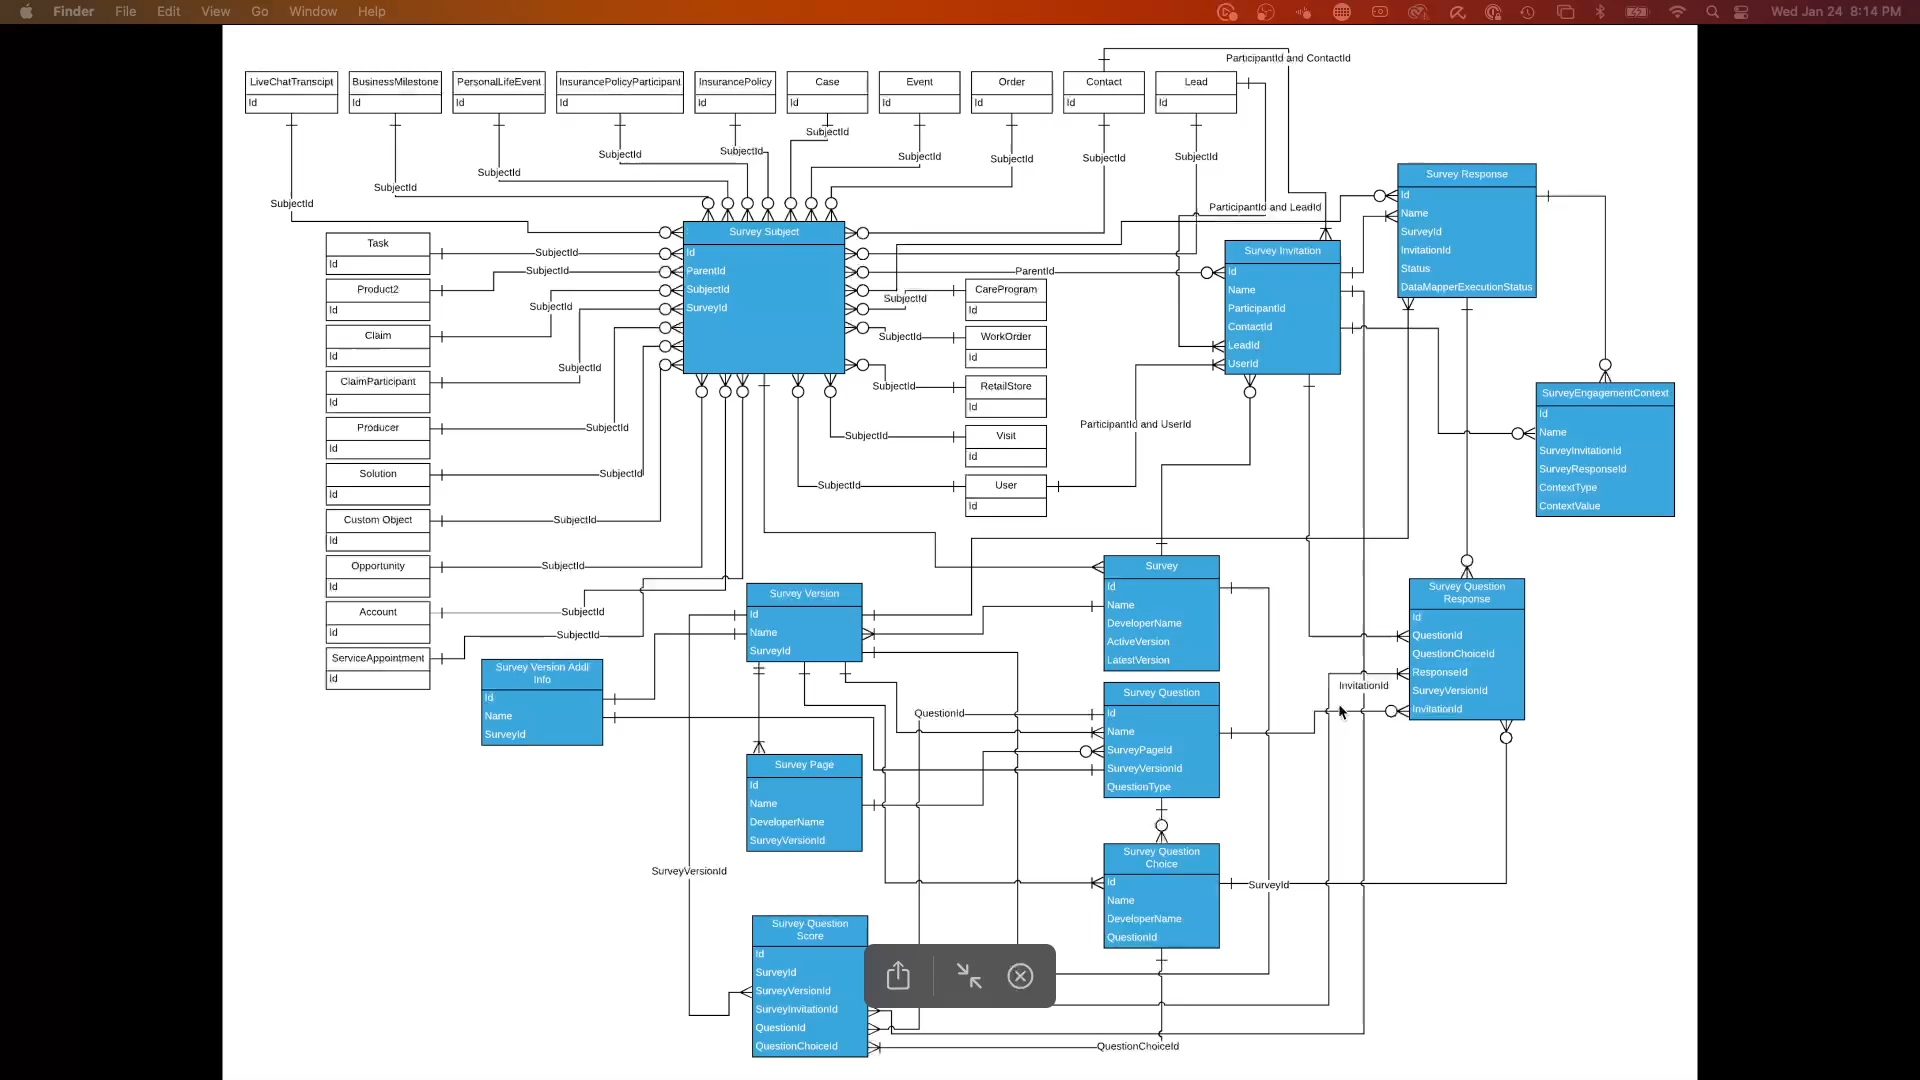 Finder File Edit View Go Window Help
Wed Jan 24 8:14 PM
ParticipantId and ContactId
LiveChatTranscipt
Id
BusinessMilestone
Id
PersonalLifeEvent
Id
InsurancePolicyParticipant
Id
InsurancePolicy
Id
Case
Id
Event
Id
Order
Id
Contact
Id
Lead
Id
SubjectId
SubjectId
SubjectId
SubjectId
SubjectId
SubjectId
SubjectId
SubjectId
SubjectId
SubjectId
ParticipantId and LeadId
Survey Response
Id
Name
SurveyId
InvitationId
Status
DataMapperExecutionStatus
Survey Subject
Id
ParentId
SubjectId
SurveyId
Survey Invitation
Id
Name
ParticipantId
ContactId
LeadId
UserId
ParentId
Task
Id
SubjectId
Product2
Id
SubjectId
Claim
Id
SubjectId
ClaimParticipant
Id
SubjectId
Producer
Id
SubjectId
Solution
Id
SubjectId
Custom Object
Id
SubjectId
Opportunity
Id
SubjectId
Account
Id
SubjectId
ServiceAppointment
Id
SubjectId
SubjectId
CareProgram
Id
SubjectId
WorkOrder
Id
SubjectId
RetailStore
Id
SubjectId
Visit
Id
SubjectId
User
Id
ParticipantId and UserId
SurveyEngagementContext
Id
Name
SurveyInvitationId
SurveyResponseId
ContextType
ContextValue
Survey
Id
Name
DeveloperName
ActiveVersion
LatestVersion
Survey Version
Id
Name
SurveyId
Survey Question
Response
Id
QuestionId
QuestionChoiceId
ResponseId
SurveyVersionId
InvitationId
InvitationId
Survey Version Addl
Info
Id
Name
SurveyId
QuestionId
Survey Question
Id
Name
SurveyPageId
SurveyVersionId
QuestionType
Survey Page
Id
Name
DeveloperName
SurveyVersionId
SurveyVersionId
Survey Question
Choice
Id
Name
DeveloperName
QuestionId
SurveyId
Survey Question
Score
Id
SurveyId
SurveyVersionId
SurveyInvitationId
QuestionId
QuestionChoiceId
QuestionChoiceId